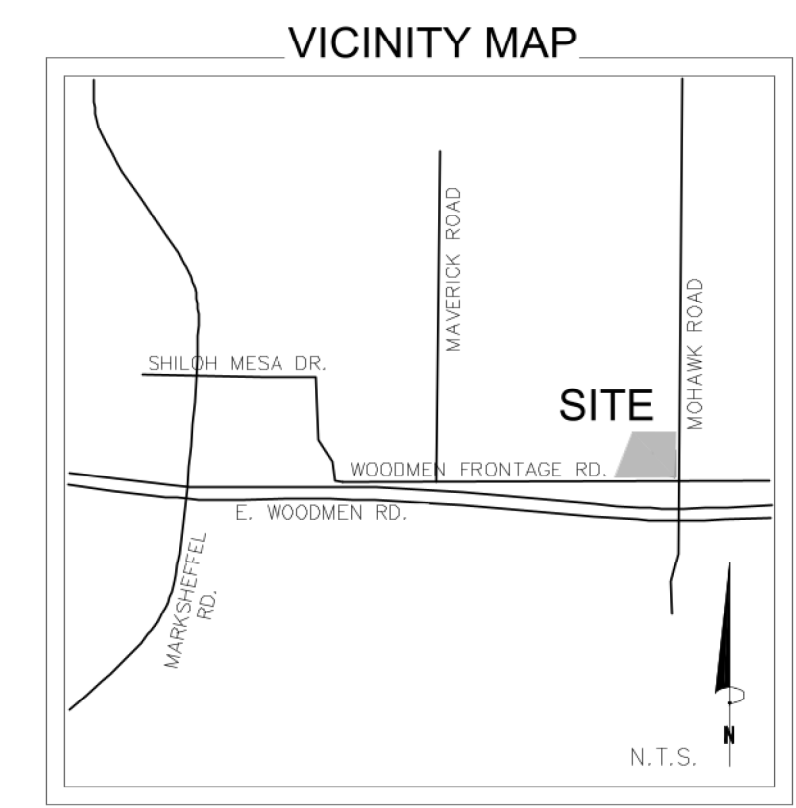 VICINITY MAP
MAVERICK ROAD
MOHAWK ROAD
SHILOH MESA DR.
SITE
WOODMEN FRONTAGE RD.
E. WOODMEN RD.
MARKSHEFFEL
RD.
N
N.T.S.